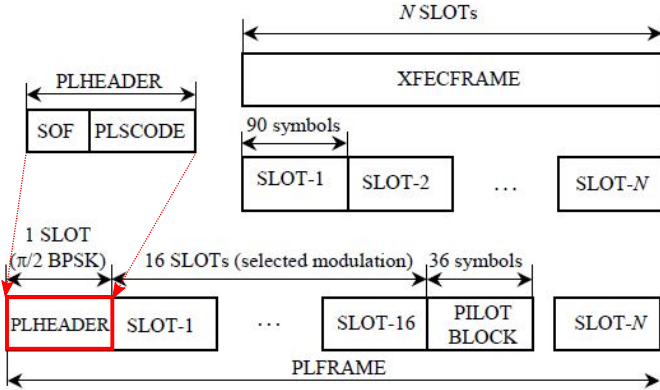 N SLOTs
XFECFRAME
PLHEADER
SOF PLSCODE
90 symbols
SLOT-1 SLOT-2 ... SLOT-N
1 SLOT
(π/2 BPSK)
16 SLOTs (selected modulation)
36 symbols
PLHEADER SLOT-1 ... SLOT-16 PILOT
BLOCK
SLOT-N
PLFRAME